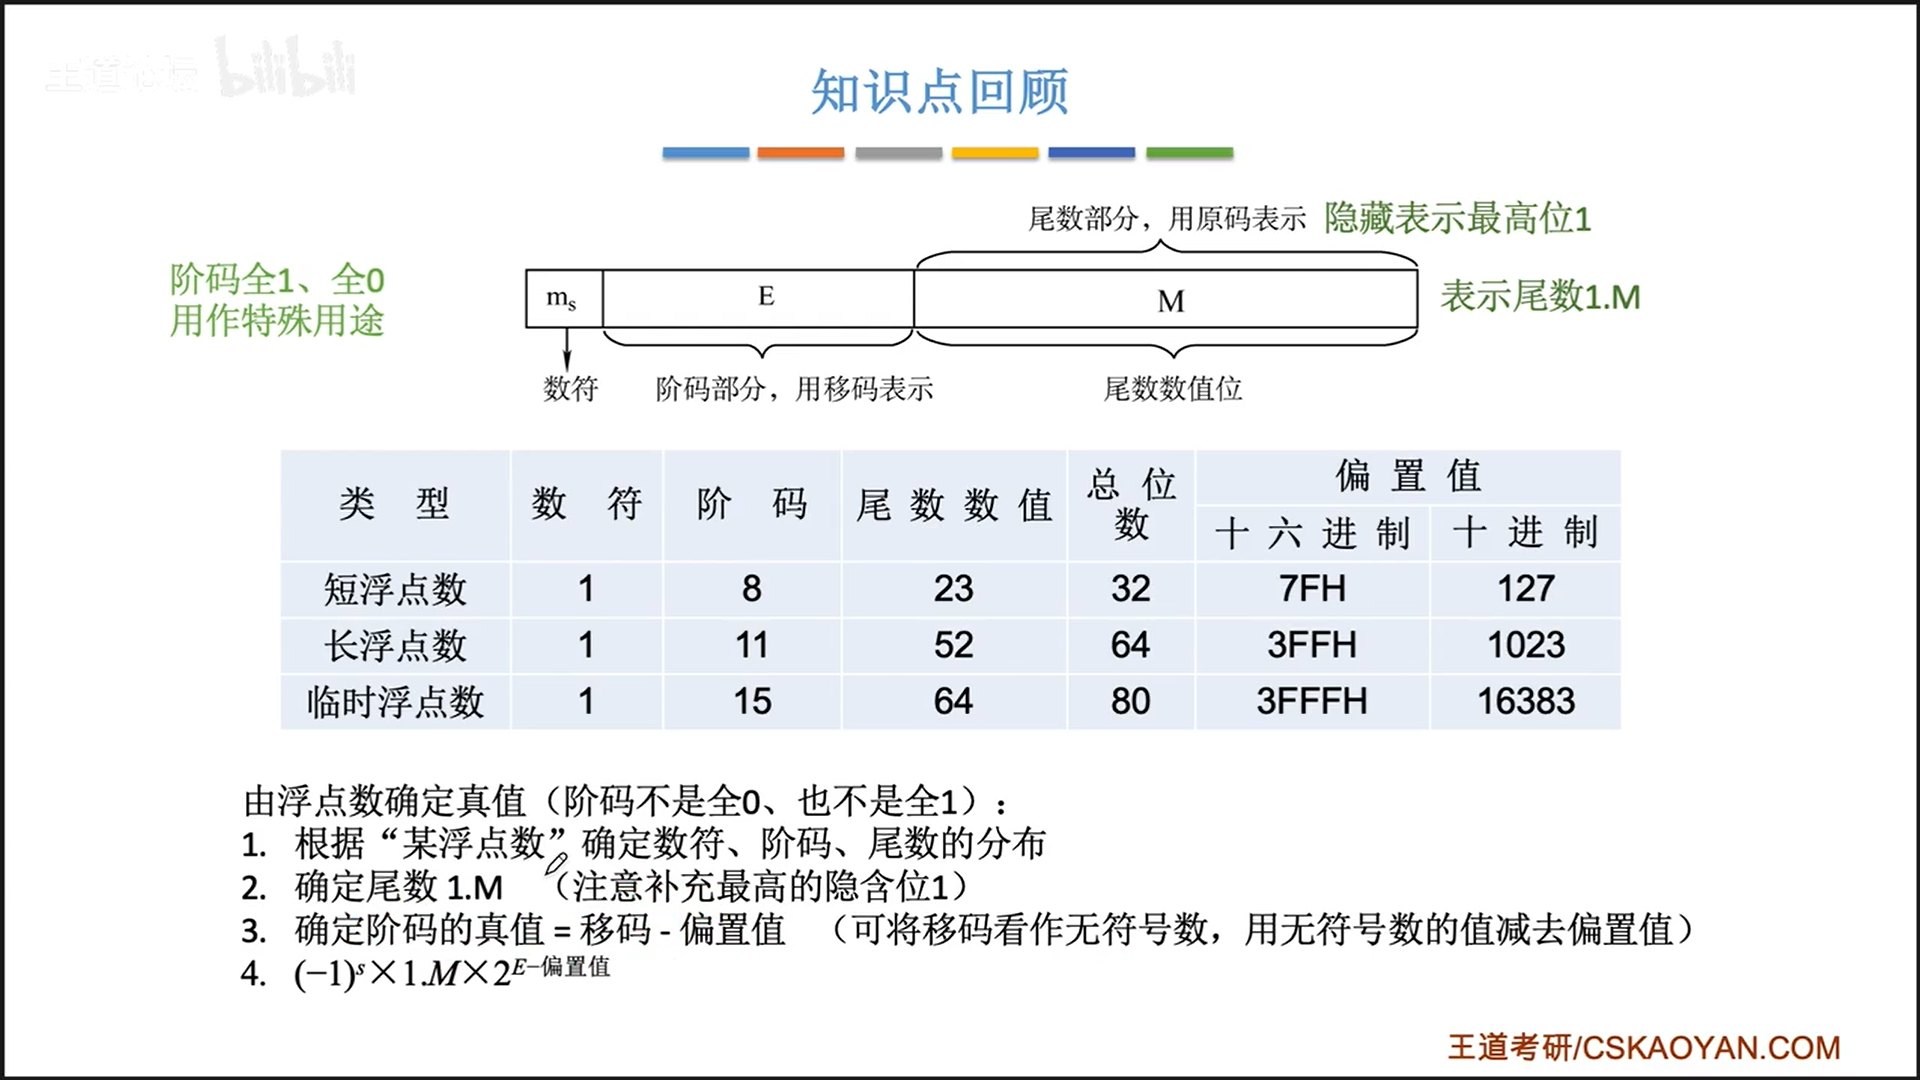 王道论坛 bilibili
知识点回顾
尾数部分，用原码表示 隐藏表示最高位1
阶码全1、全0
用作特殊用途
mₛ E M
表示尾数1.M
数符 阶码部分，用移码表示 尾数数值位
类 型 数 符 阶 码 尾数数值 总位数 偏置值
十六进制 十进制
短浮点数 1 8 23 32 7FH 127
长浮点数 1 11 52 64 3FFH 1023
临时浮点数 1 15 64 80 3FFFH 16383
由浮点数确定真值（阶码不是全0、也不是全1）：
1. 根据“某浮点数”确定数符、阶码、尾数的分布
2. 确定尾数 1.M （注意补充最高的隐含位1）
3. 确定阶码的真值 = 移码 - 偏置值 （可将移码看作无符号数，用无符号数的值减去偏置值）
4. (−1)ˢ×1.M×2^(E−偏置值)
王道考研/CSKAOYAN.COM